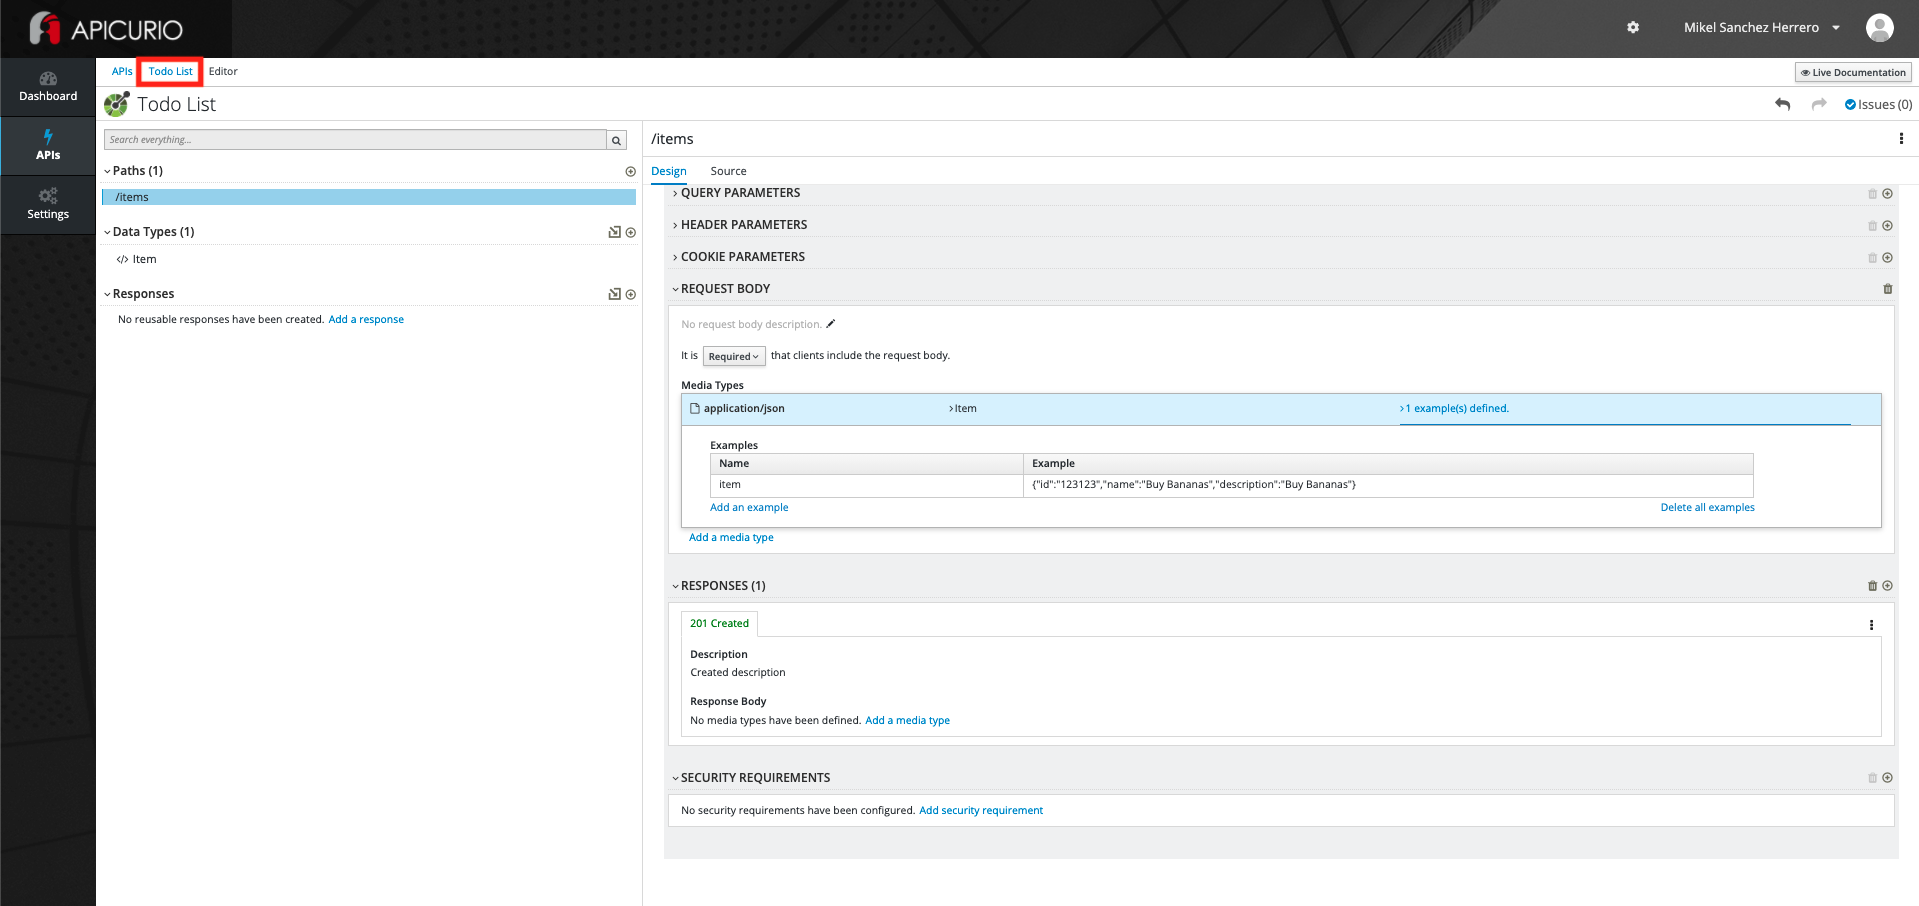 APICURIO
Mikel Sanchez Herrero
Dashboard
APIs
Settings
APIs Todo List Editor
Live Documentation
Todo List
Issues (0)
Search everything...
Paths (1)
/items
Data Types (1)
</> Item
Responses
No reusable responses have been created. Add a response
/items
Design Source
QUERY PARAMETERS
HEADER PARAMETERS
COOKIE PARAMETERS
REQUEST BODY
No request body description.
It is Required that clients include the request body.
Media Types
application/json >Item >1 example(s) defined.
Examples
Name Example
item {"id":"123123","name":"Buy Bananas","description":"Buy Bananas"}
Add an example Delete all examples
Add a media type
RESPONSES (1)
201 Created
Description
Created description
Response Body
No media types have been defined. Add a media type
SECURITY REQUIREMENTS
No security requirements have been configured. Add security requirement